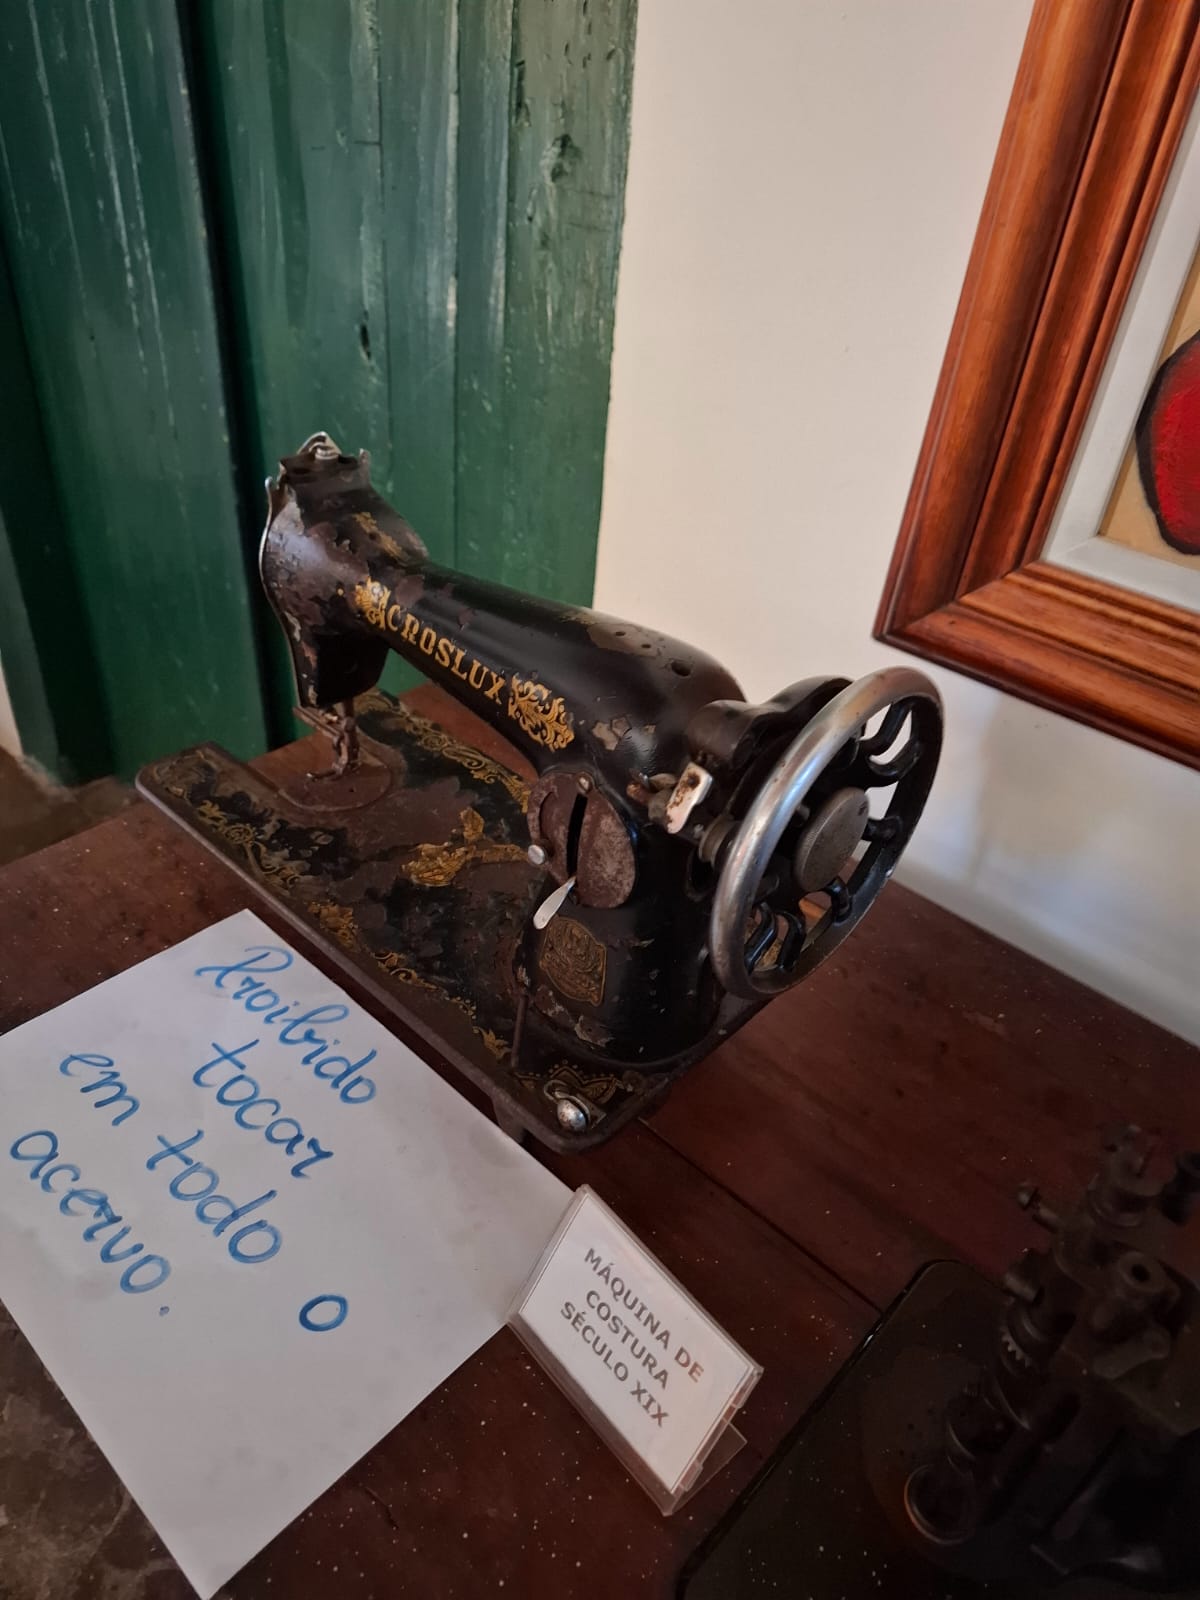 CROSLUX
Proibido
tocar
em todo o
acervo.
MÁQUINA DE
COSTURA
SÉCULO XIX